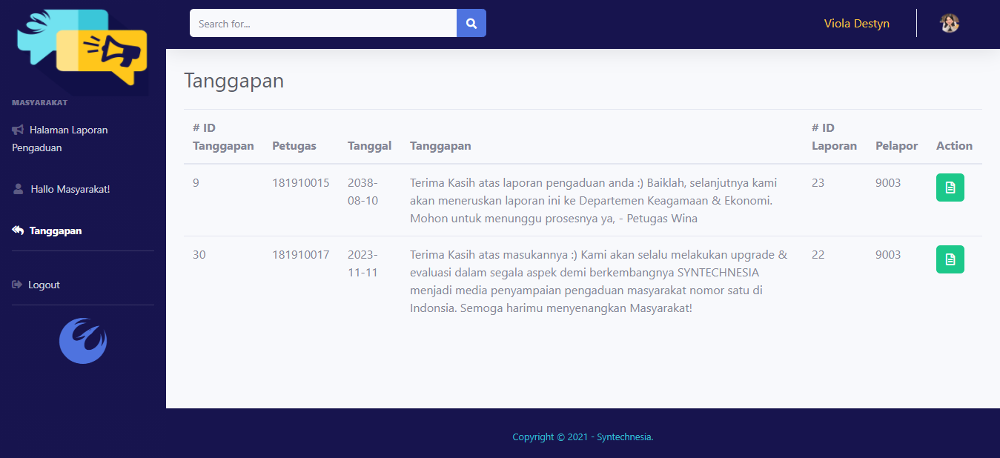 Search for...
Viola Destyn
MASYARAKAT
Halaman Laporan
Pengaduan
Hallo Masyarakat!
Tanggapan
Logout
Tanggapan
# ID
Tanggapan
Petugas
Tanggal
Tanggapan
# ID
Laporan
Pelapor
Action
9
181910015
2038-
08-10
Terima Kasih atas laporan pengaduan anda :) Baiklah, selanjutnya kami
akan meneruskan laporan ini ke Departemen Keagamaan & Ekonomi.
Mohon untuk menunggu prosesnya ya, - Petugas Wina
23
9003
30
181910017
2023-
11-11
Terima Kasih atas masukannya :) Kami akan selalu melakukan upgrade &
evaluasi dalam segala aspek demi berkembangnya SYNTECHNESIA
menjadi media penyampaian pengaduan masyarakat nomor satu di
Indonsia. Semoga harimu menyenangkan Masyarakat!
22
9003
Copyright © 2021 - Syntechnesia.